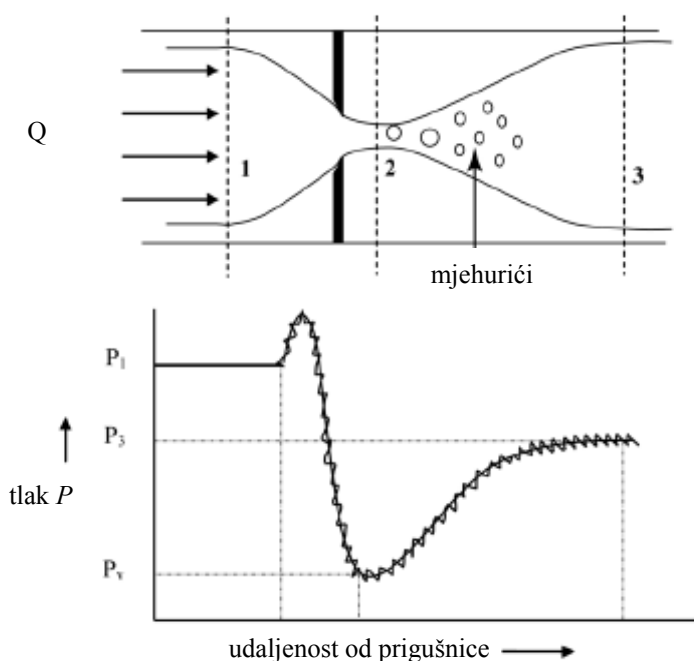 Q
1
2
3
mjehurići
P₁
P₃
tlak P
Pᵥ
udaljenost od prigušnice